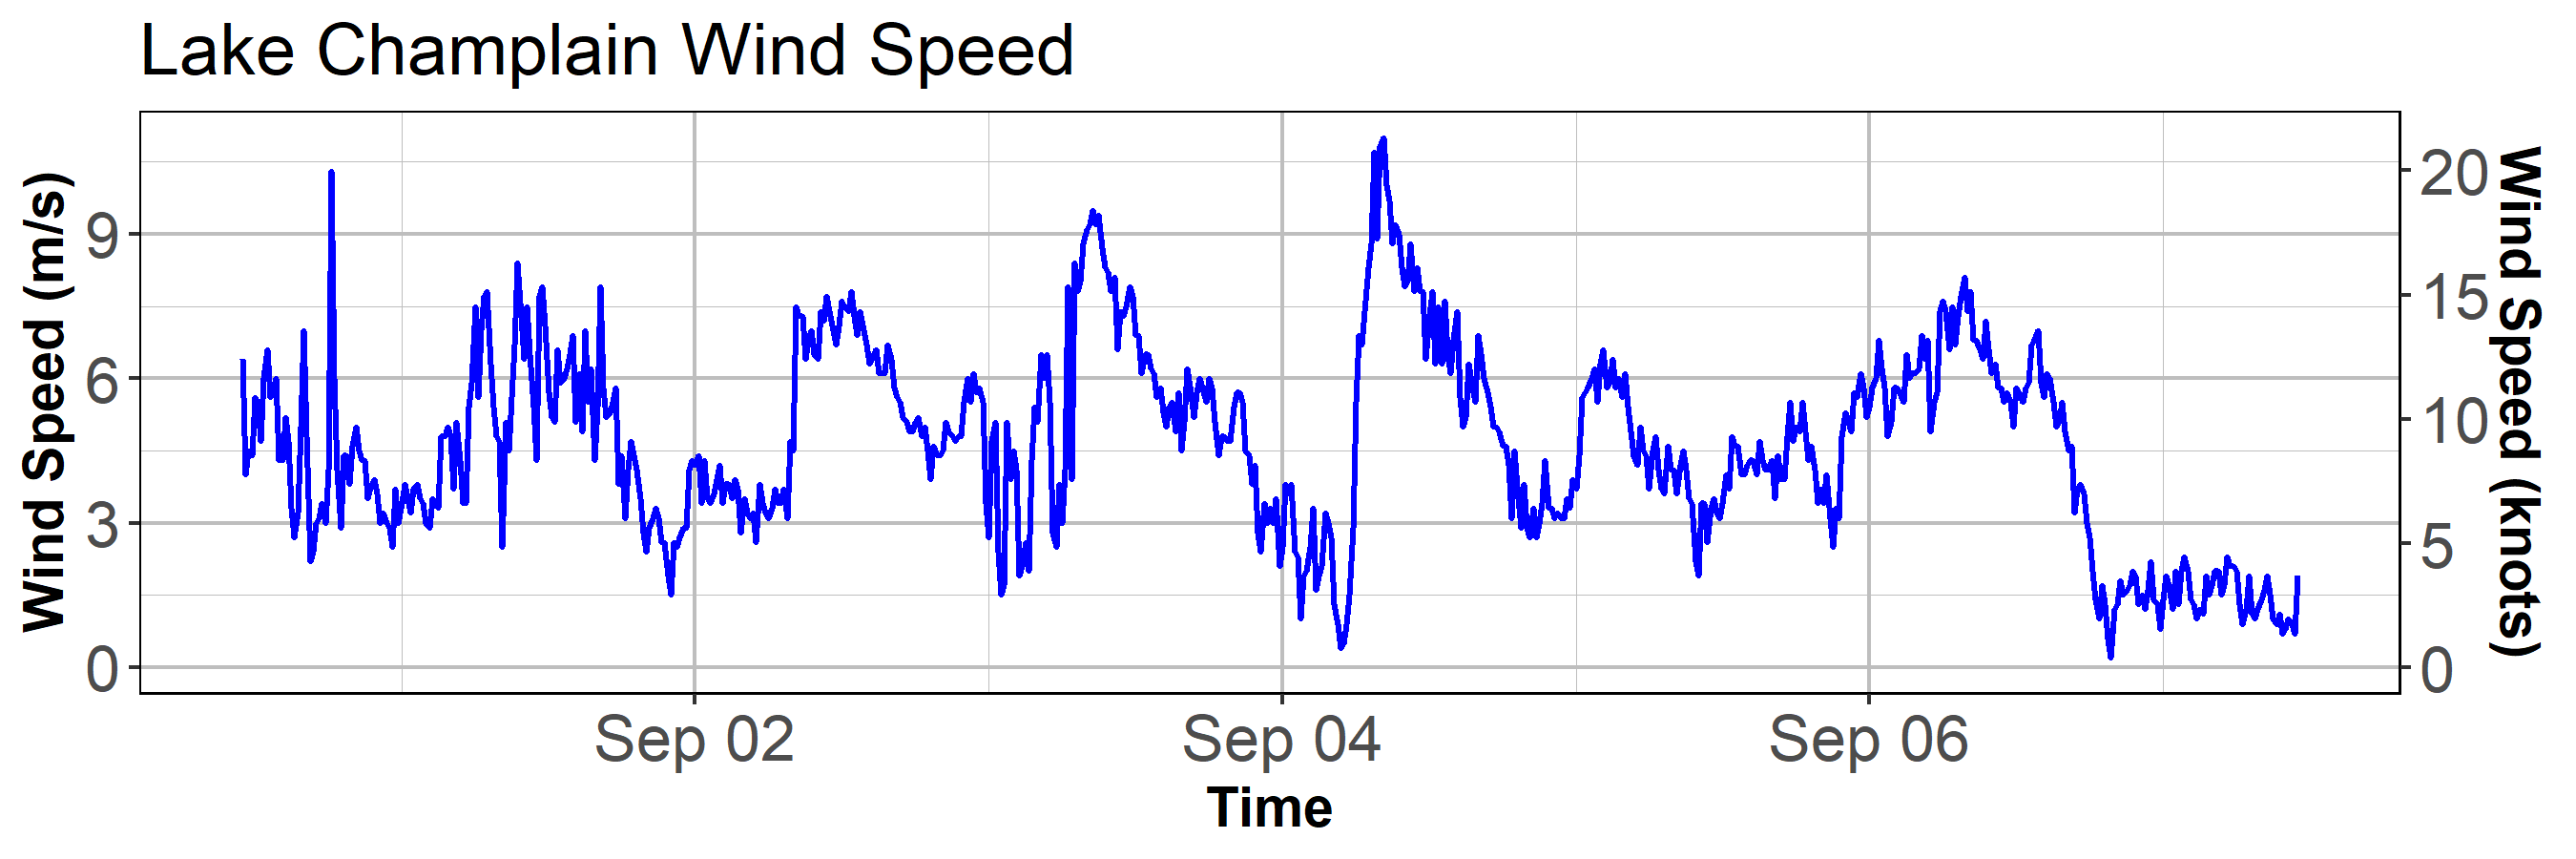 Lake Champlain Wind Speed
Wind Speed (m/s)
9
6
3
0
20
15
10
5
0
Wind Speed (knots)
Sep 02 Sep 04 Sep 06
Time